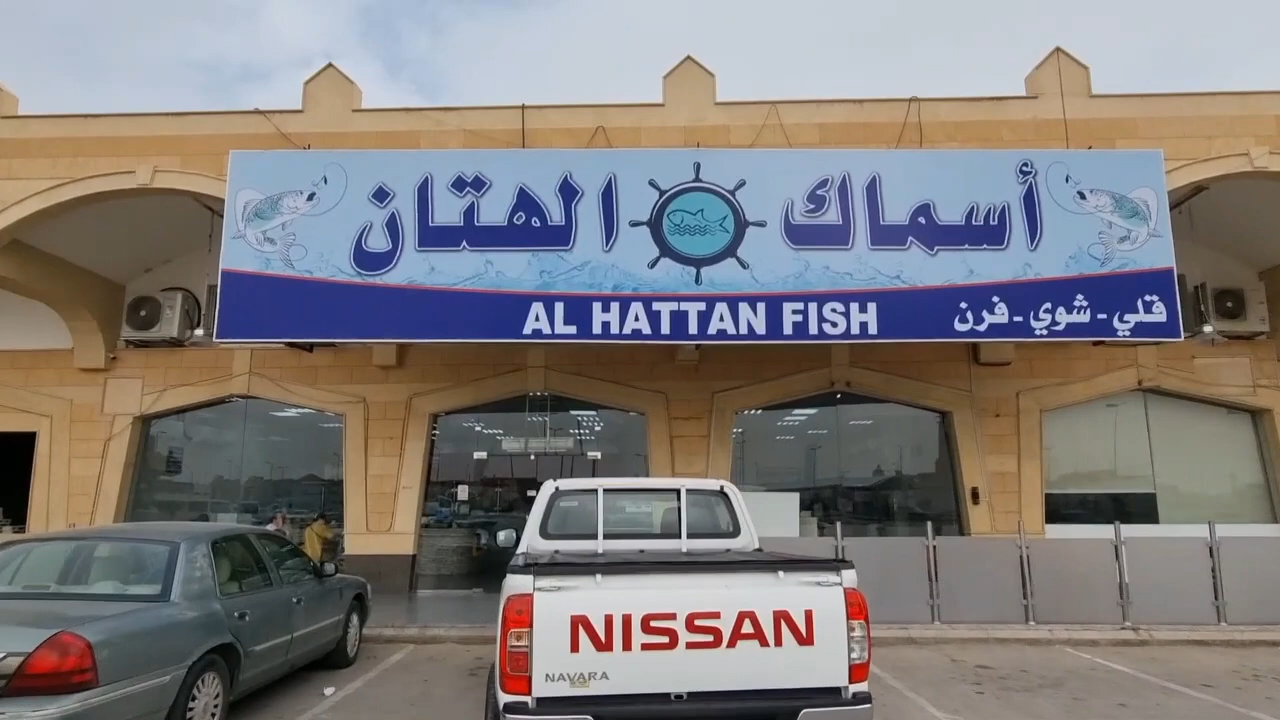 أسماك الهتان
AL HATTAN FISH
قلي - شوي - فرن
NISSAN
NAVARA